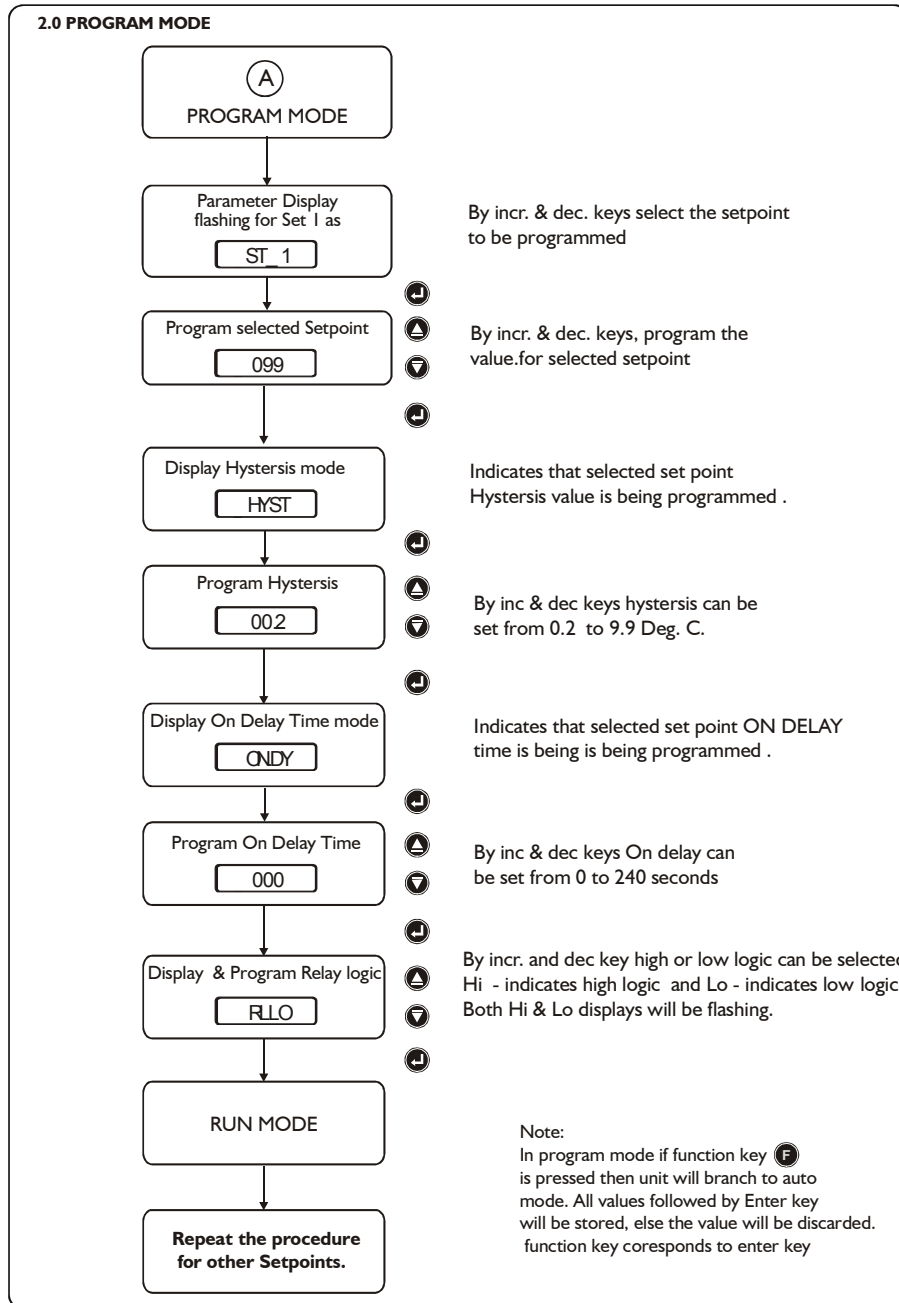 2.0 PROGRAM MODE
A
PROGRAM MODE
Parameter Display
flashing for Set 1 as
ST_ 1
By incr. & dec. keys select the setpoint
to be programmed
Program selected Setpoint
099
By incr. & dec. keys, program the
value.for selected setpoint
Display Hystersis mode
HYST
Indicates that selected set point
Hystersis value is being programmed .
Program Hystersis
00.2
By inc & dec keys hystersis can be
set from 0.2 to 9.9 Deg. C.
Display On Delay Time mode
ONDY
Indicates that selected set point ON DELAY
time is being is being programmed .
Program On Delay Time
000
By inc & dec keys On delay can
be set from 0 to 240 seconds
Display & Program Relay logic
RLLO
By incr. and dec key high or low logic can be selected
Hi - indicates high logic and Lo - indicates low logic
Both Hi & Lo displays will be flashing.
RUN MODE
Repeat the procedure
for other Setpoints.
Note:
In program mode if function key F
is pressed then unit will branch to auto
mode. All values followed by Enter key
will be stored, else the value will be discarded.
function key coresponds to enter key